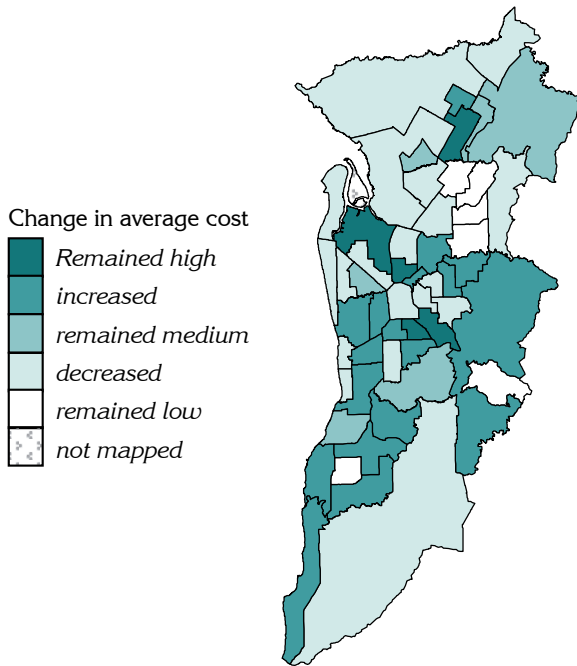 Change in average cost
Remained high
increased
remained medium
decreased
remained low
not mapped